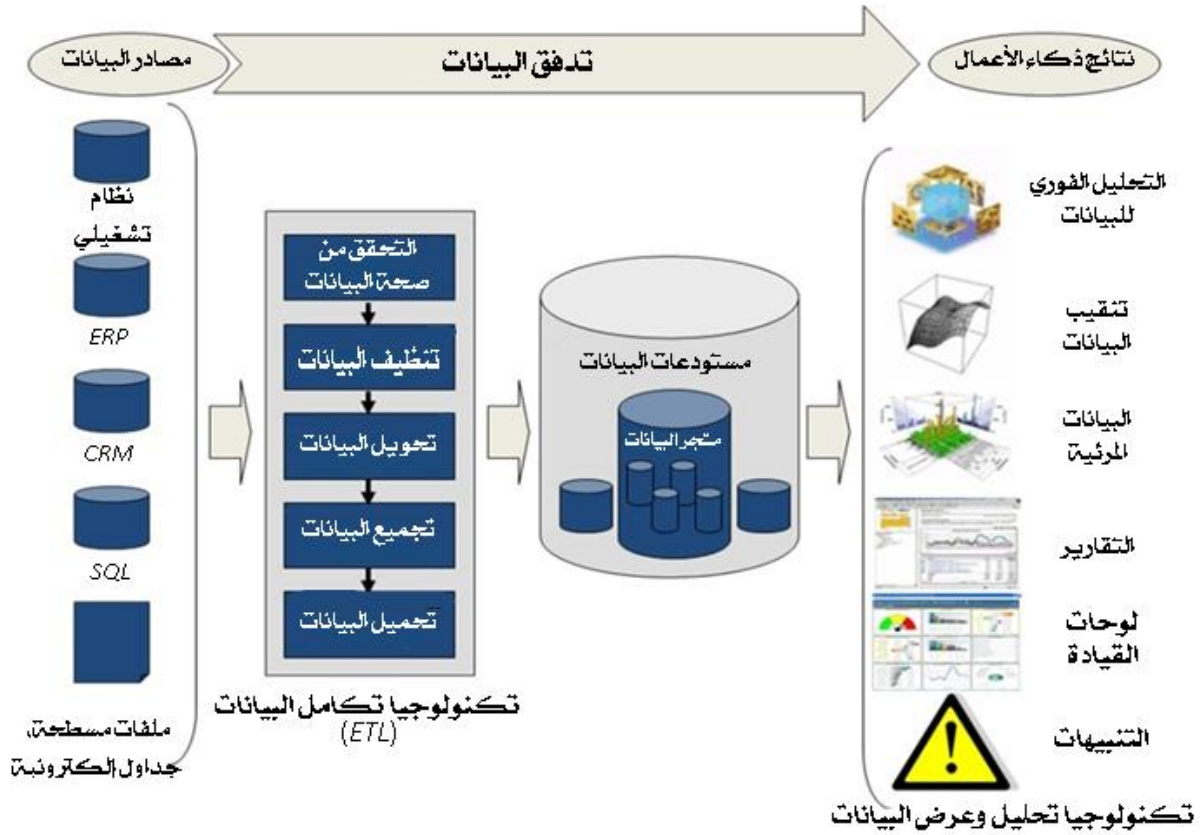 مصادر البيانات
تدفق البيانات
نتائج ذكاء الأعمال
نظام
تشغيلي
ERP
CRM
SQL
ملفات مسطحة،
جداول الكترونية
التحقق من
صحة البيانات
تنظيف البيانات
تحويل البيانات
تجميع البيانات
تحميل البيانات
تكنولوجيا تكامل البيانات
(ETL)
مستودعات البيانات
متجر البيانات
التحليل الفوري
للبيانات
تنقيب
البيانات
البيانات
المرئية
التقارير
لوحات
القيادة
التنبيهات
تكنولوجيا تحليل وعرض البيانات